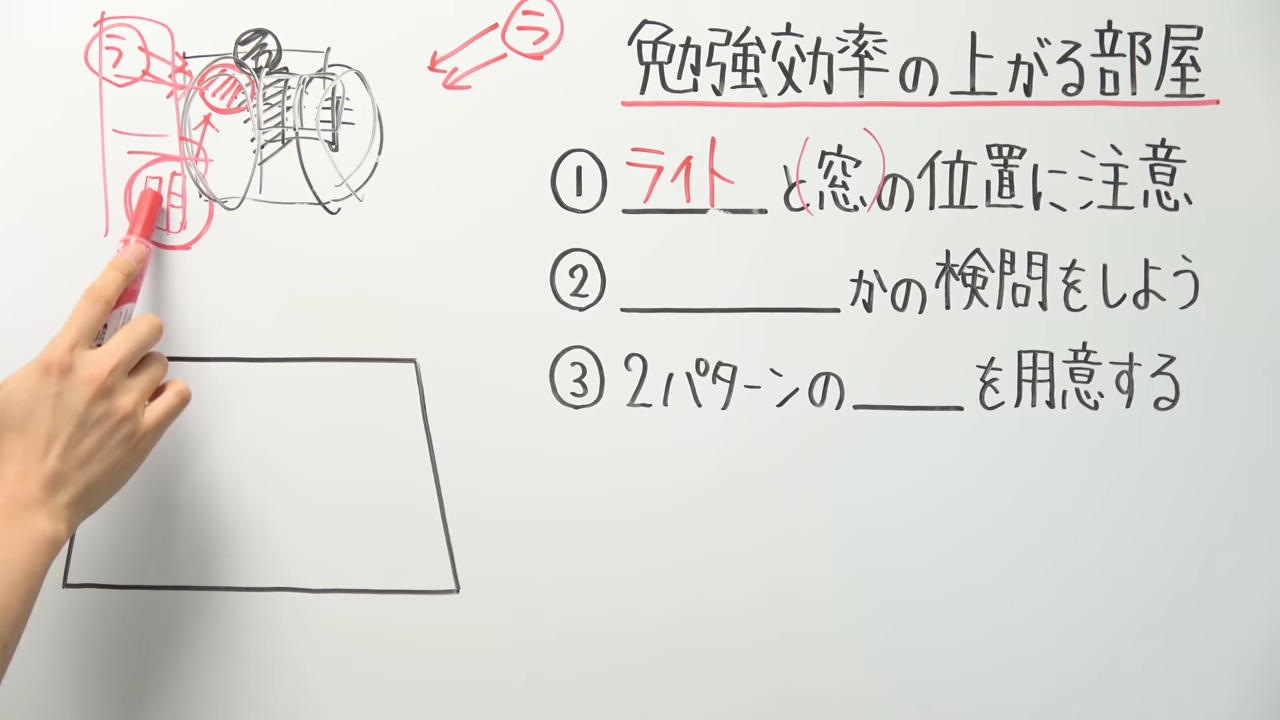 ラ
ラ
勉強効率の上がる部屋
① ライト と(窓)の位置に注意
② ＿＿＿＿ かの検問をしよう
③ 2パターンの ＿＿ を用意する